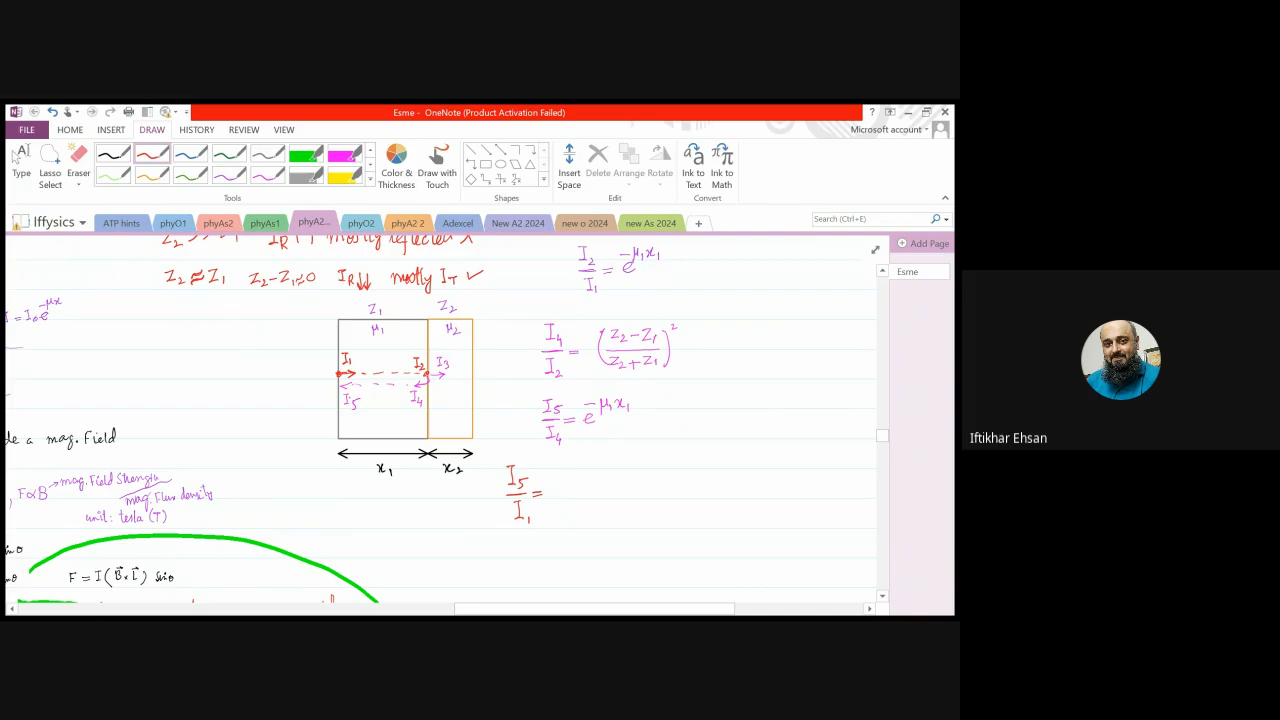 Esme - OneNote (Product Activation Failed)
FILE HOME INSERT DRAW HISTORY REVIEW VIEW
Microsoft account
Type Lasso Select Eraser
Color & Thickness Draw with Touch
Insert Space Delete Arrange Rotate
Ink to Text Ink to Math
Tools Shapes Edit Convert
Iffysics ATP hints phyO1 phyAs2 phyAs1 phyA2... phyO2 phyA2 2 Adexcel New A2 2024 new o 2024 new As 2024 +
Search (Ctrl+E)
Add Page
Esme
mostly reflected ×
Z₂ ≈ Z₁ Z₂-Z₁≈0 I_R↓↓ mostly I_T ✓
I₂/I₁ = e^(-μ₁x₁)
I = I₀e^(-μx)
Z₁ Z₂
μ₁ μ₂
I₄/I₂ = ((Z₂-Z₁)/(Z₂+Z₁))²
I₁ I₂ I₃
I₅ I₄
I₅/I₄ = e^(-μ₁x₁)
de a mag. Field
x₁ x₂
I₅/I₁ =
, F∝B → mag. Field Strength
mag. Flux density
unit: tesla (T)
F = I(B⃗×L⃗) sinθ
Iftikhar Ehsan